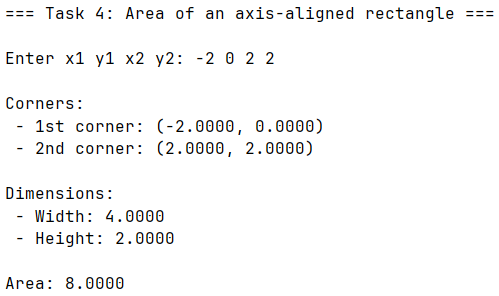 === Task 4: Area of an axis-aligned rectangle ===
Enter x1 y1 x2 y2: -2 0 2 2
Corners:
- 1st corner: (-2.0000, 0.0000)
- 2nd corner: (2.0000, 2.0000)
Dimensions:
- Width: 4.0000
- Height: 2.0000
Area: 8.0000